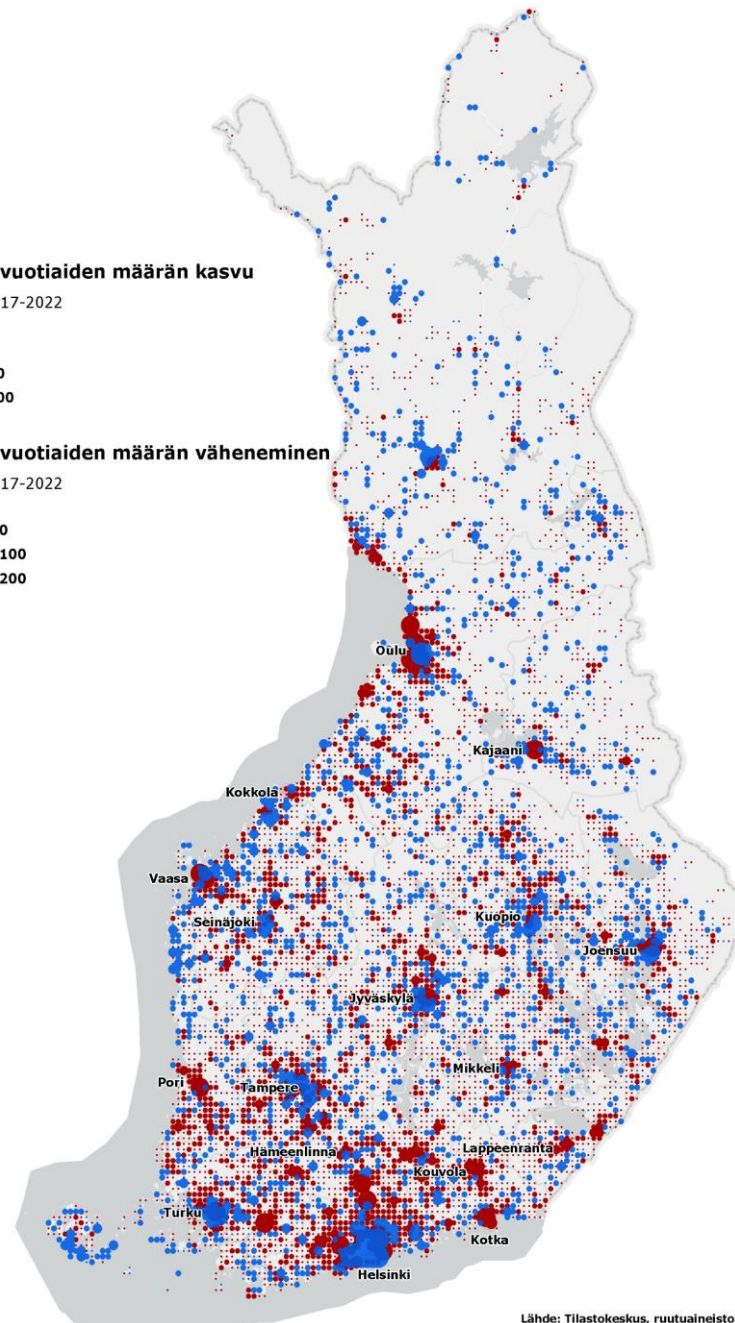 vuotiaiden määrän kasvu
17-2022
0
00
vuotiaiden määrän väheneminen
17-2022
0
100
200
Oulu
Kajaani
Kokkola
Vaasa
Seinäjoki
Kuopio
Joensuu
Jyväskylä
Pori
Tampere
Mikkeli
Hämeenlinna
Lappeenranta
Kouvola
Turku
Kotka
Helsinki
Lähde: Tilastokeskus, ruutuaineisto